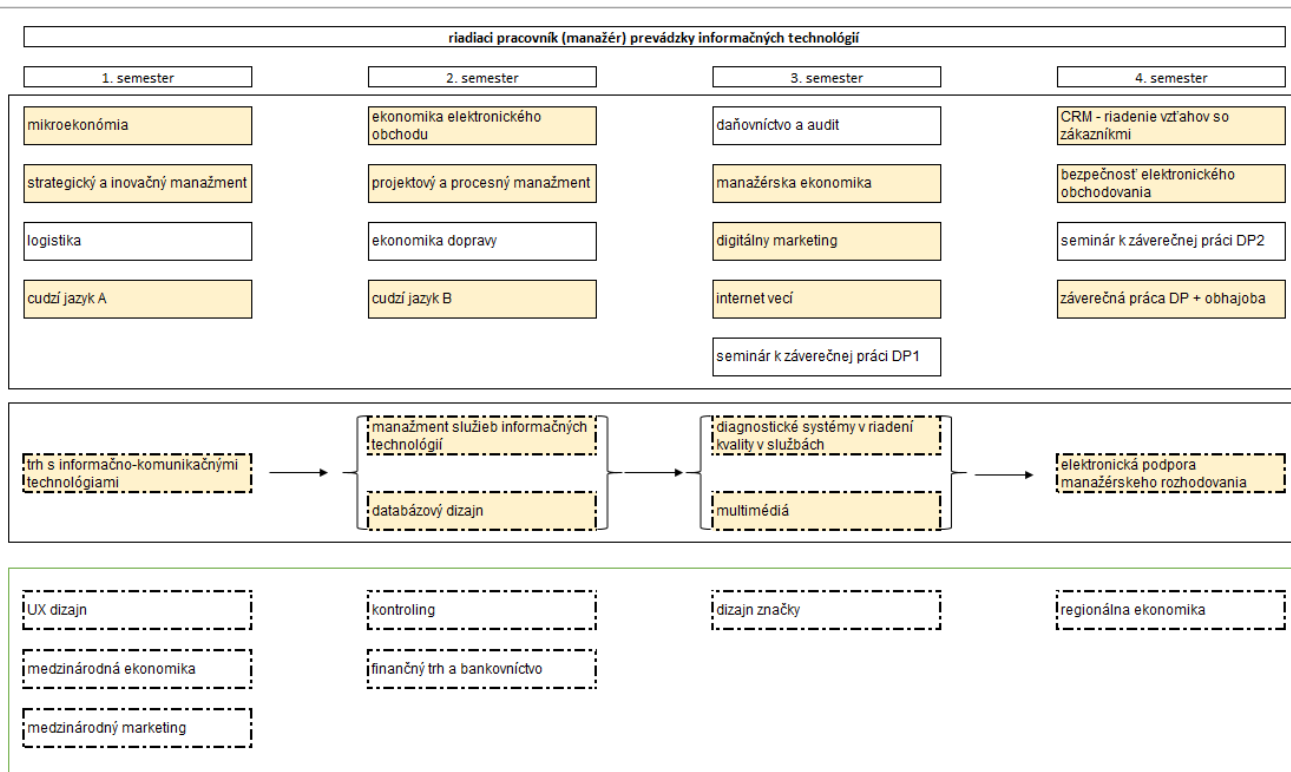 riadiaci pracovník (manažér) prevádzky informačných technológií
1. semester
2. semester
3. semester
4. semester
mikroekonómia
ekonomika elektronického
obchodu
daňovníctvo a audit
CRM - riadenie vzťahov so
zákazníkmi
strategický a inovačný manažment
projektový a procesný manažment
manažérska ekonomika
bezpečnosť elektronického
obchodovania
logistika
ekonomika dopravy
digitálny marketing
seminár k záverečnej práci DP2
cudzí jazyk A
cudzí jazyk B
internet vecí
záverečná práca DP + obhajoba
seminár k záverečnej práci DP1
trh s informačno-komunikačnými
technológiami
manažment služieb informačných
technológií
databázový dizajn
diagnostické systémy v riadení
kvality v službách
multimédiá
elektronická podpora
manažérskeho rozhodovania
UX dizajn
kontroling
dizajn značky
regionálna ekonomika
medzinárodná ekonomika
finančný trh a bankovníctvo
medzinárodný marketing